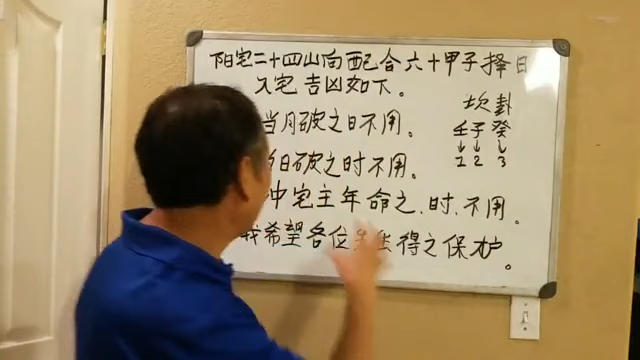 阳宅二十四山向配合六十甲子择日
入宅吉凶如下。
坎卦
壬子癸
1 2 3
当月破之日不用。
日破之时不用。
冲宅主年命之、时、不用。
我希望各位先生得之保护。